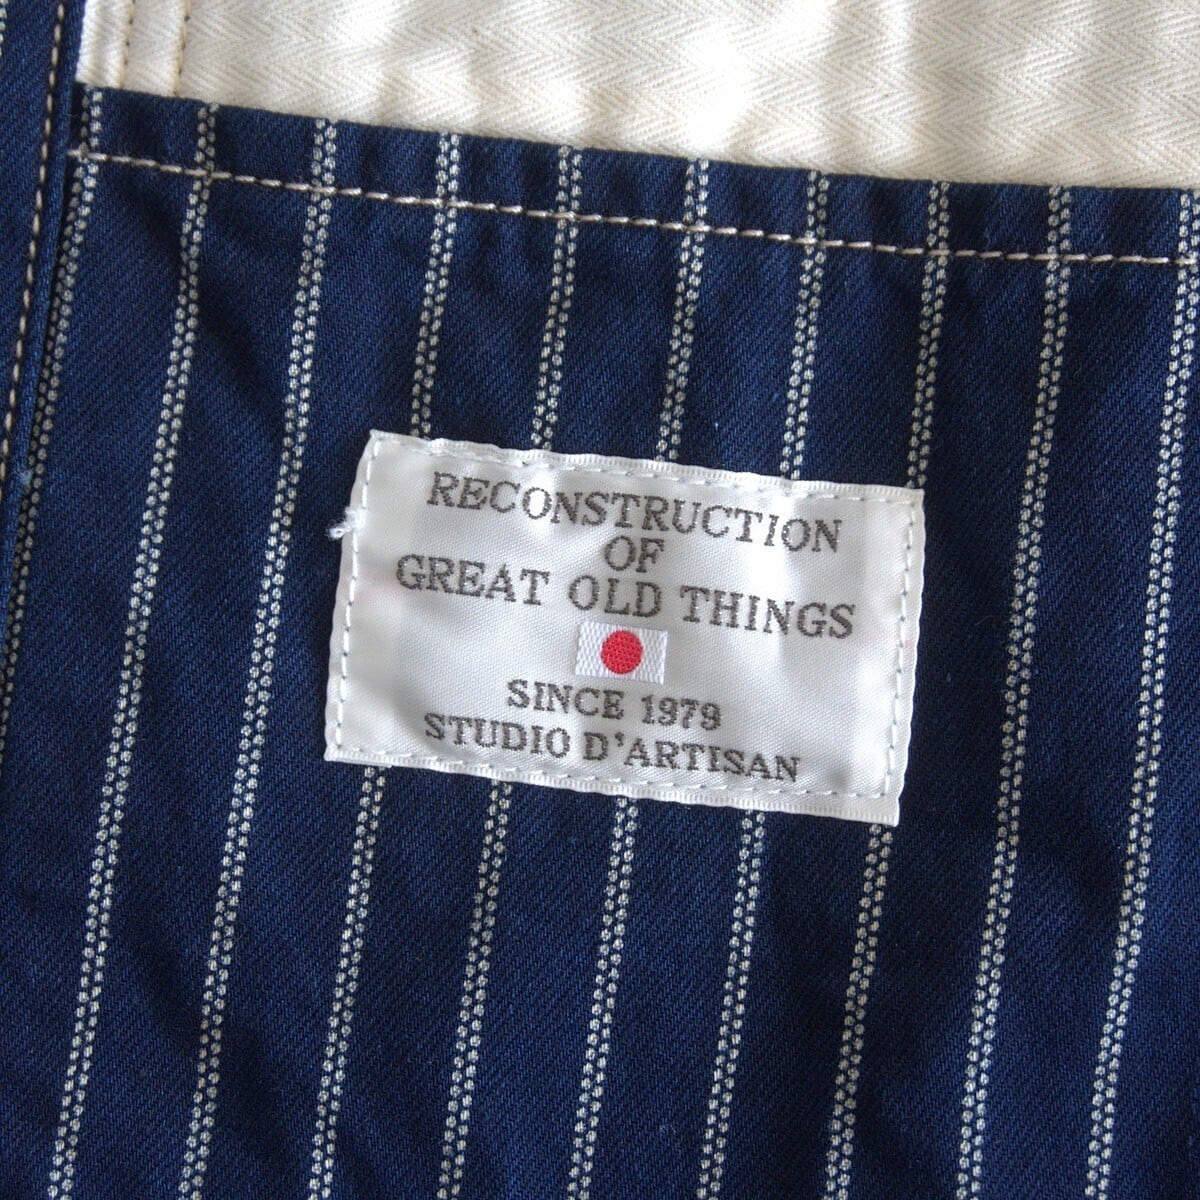 RECONSTRUCTION
OF
GREAT OLD THINGS
SINCE 1979
STUDIO D'ARTISAN